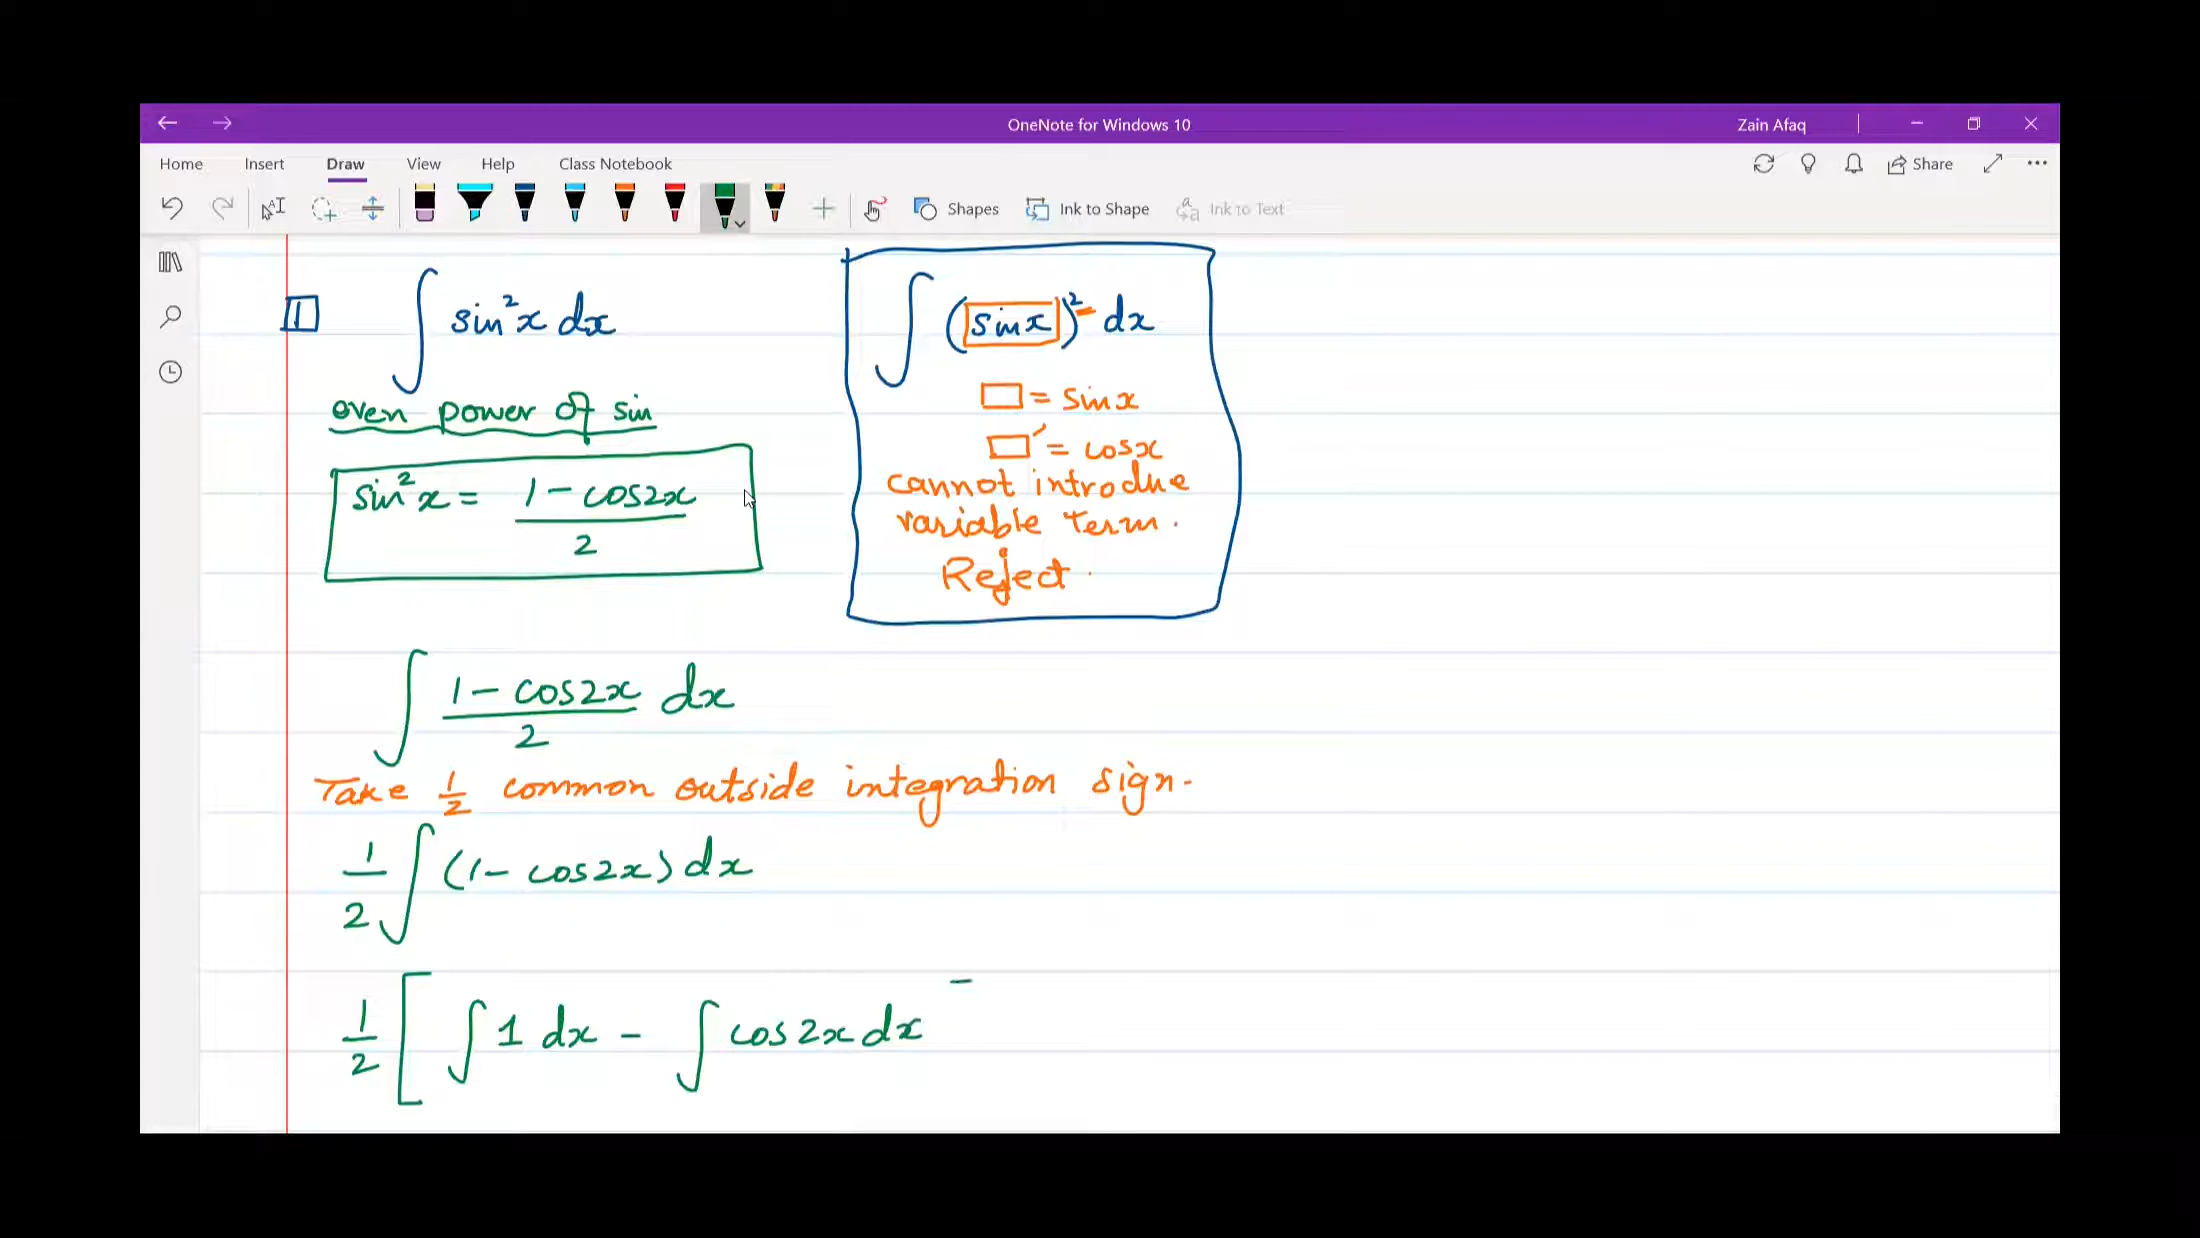 OneNote for Windows 10
Zain Afaq
Home Insert Draw View Help Class Notebook
Share
Shapes Ink to Shape Ink to Text
1 ∫ sin²x dx
even power of sin
sin²x = (1 - cos2x)/2
∫ (sinx)² dx
□ = sinx
□′ = cosx
cannot introdue
variable term.
Reject.
∫ (1 - cos2x)/2 dx
Take 1/2 common outside integration sign.
1/2 ∫ (1 - cos2x) dx
1/2 [ ∫ 1 dx - ∫ cos2x dx